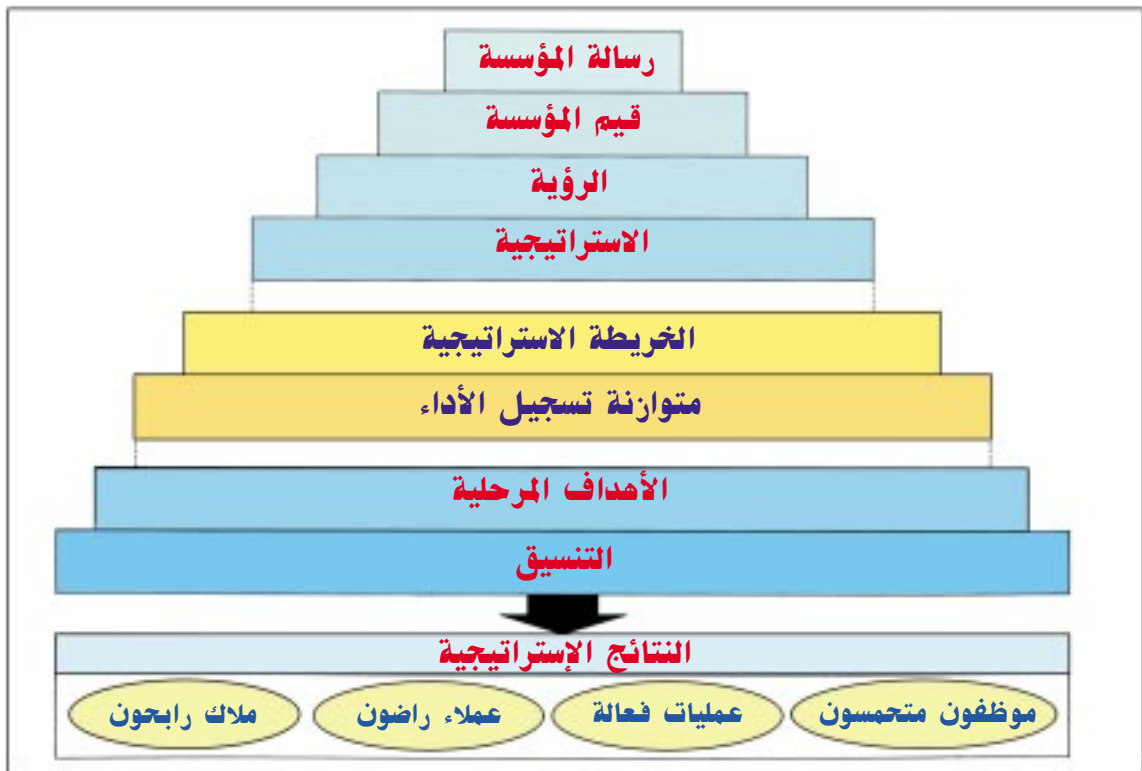 رسالة المؤسسة
قيم المؤسسة
الرؤية
الاستراتيجية
الخريطة الاستراتيجية
متوازنة تسجيل الأداء
الأهداف المرحلية
التنسيق
النتائج الإستراتيجية
موظفون متحمسون
عمليات فعالة
عملاء راضون
ملاك رابحون